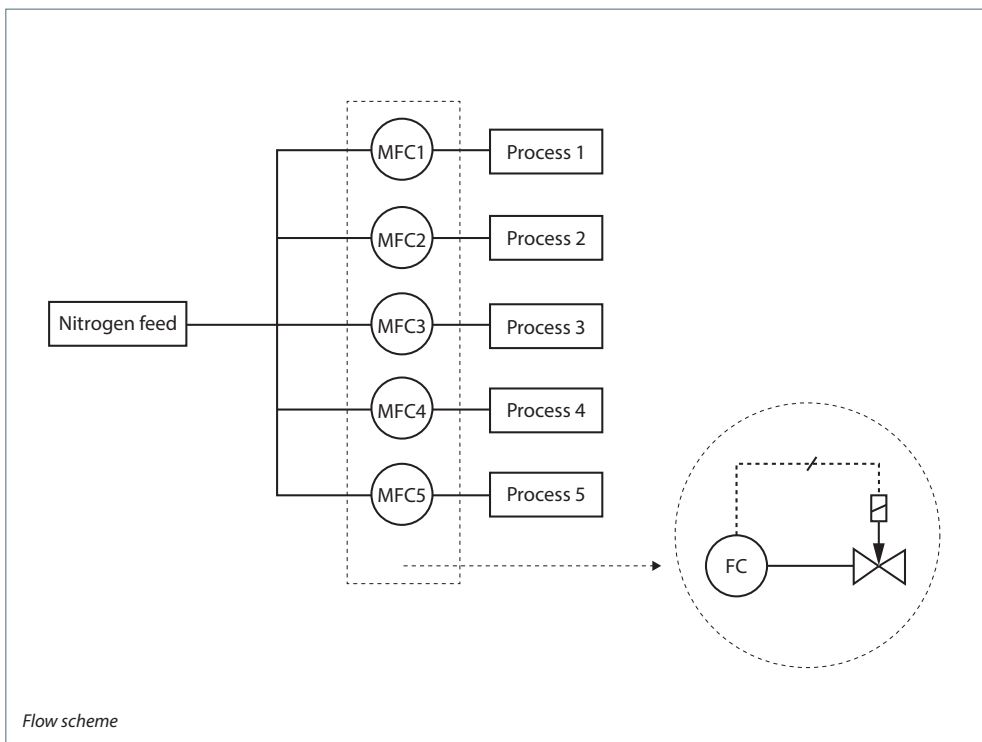 MFC1
Process 1
MFC2
Process 2
Nitrogen feed
MFC3
Process 3
MFC4
Process 4
MFC5
Process 5
FC
Flow scheme